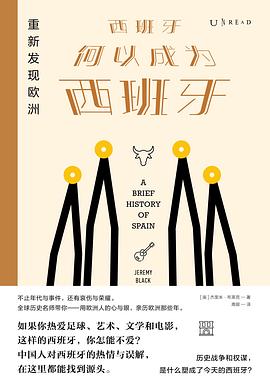 重新发现欧洲
西班牙
何以成为
西班牙
UNREAD
A
BRIEF
HISTORY
OF
SPAIN
JEREMY
BLACK
不止年代与事件，还有哀伤与荣耀。
全球历史名师带你——用欧洲人的心与眼，亲历欧洲那些年。
[英] 杰里米·布莱克 | 著
高银 | 译
如果你热爱足球、艺术、文学和电影，
这样的西班牙，你怎能不爱？
中国人对西班牙的热情与误解，
在这里都能找到源头。
历史战争和权谋，
是什么塑造了今天的西班牙？